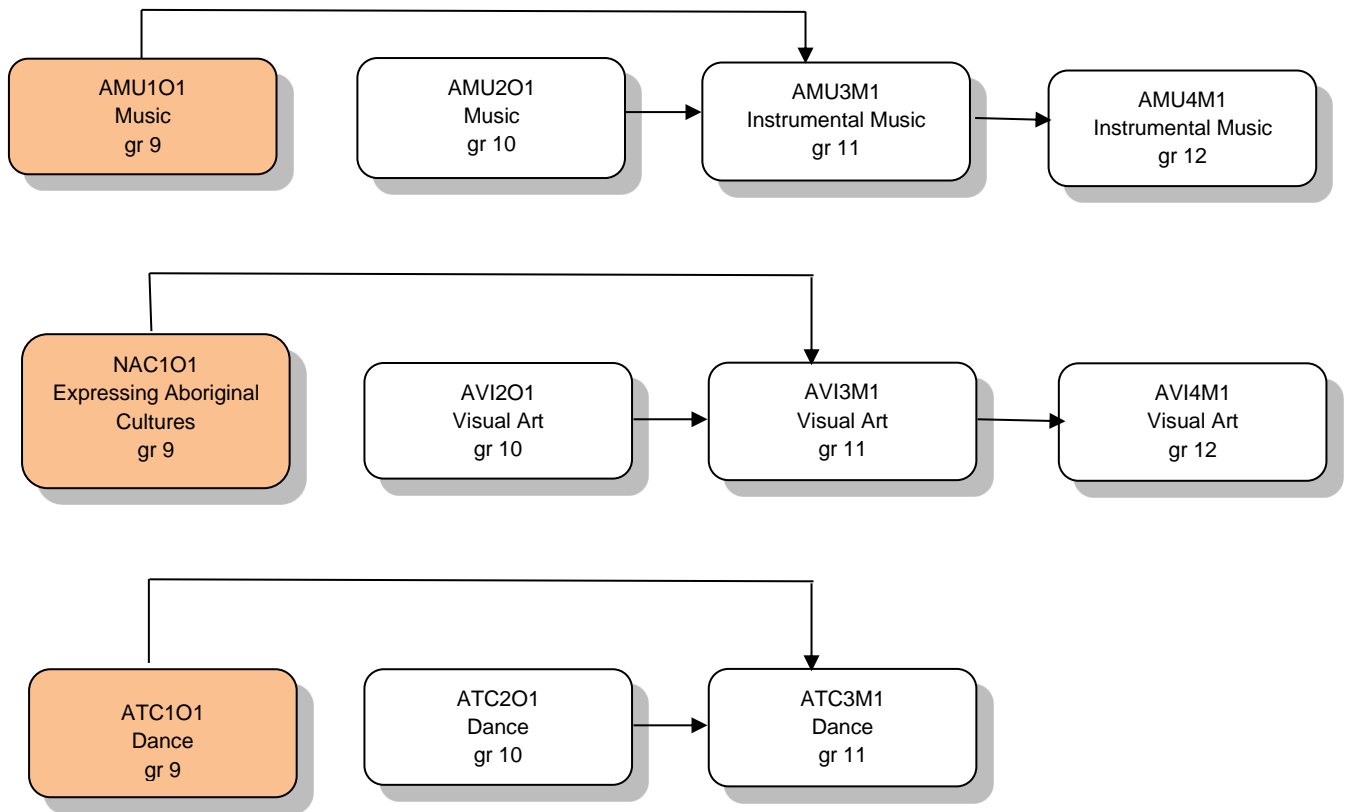 AMU1O1
Music
gr 9
AMU2O1
Music
gr 10
AMU3M1
Instrumental Music
gr 11
AMU4M1
Instrumental Music
gr 12
NAC1O1
Expressing Aboriginal
Cultures
gr 9
AVI2O1
Visual Art
gr 10
AVI3M1
Visual Art
gr 11
AVI4M1
Visual Art
gr 12
ATC1O1
Dance
gr 9
ATC2O1
Dance
gr 10
ATC3M1
Dance
gr 11